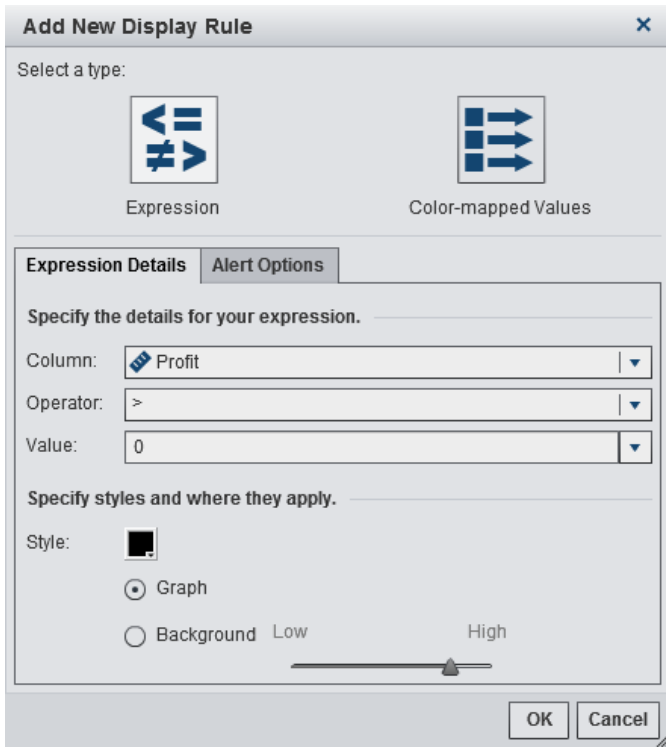 Add New Display Rule
Select a type:
Expression Color-mapped Values
Expression Details Alert Options
Specify the details for your expression.
Column: Profit
Operator: >
Value: 0
Specify styles and where they apply.
Style:
Graph
Background Low High
OK Cancel